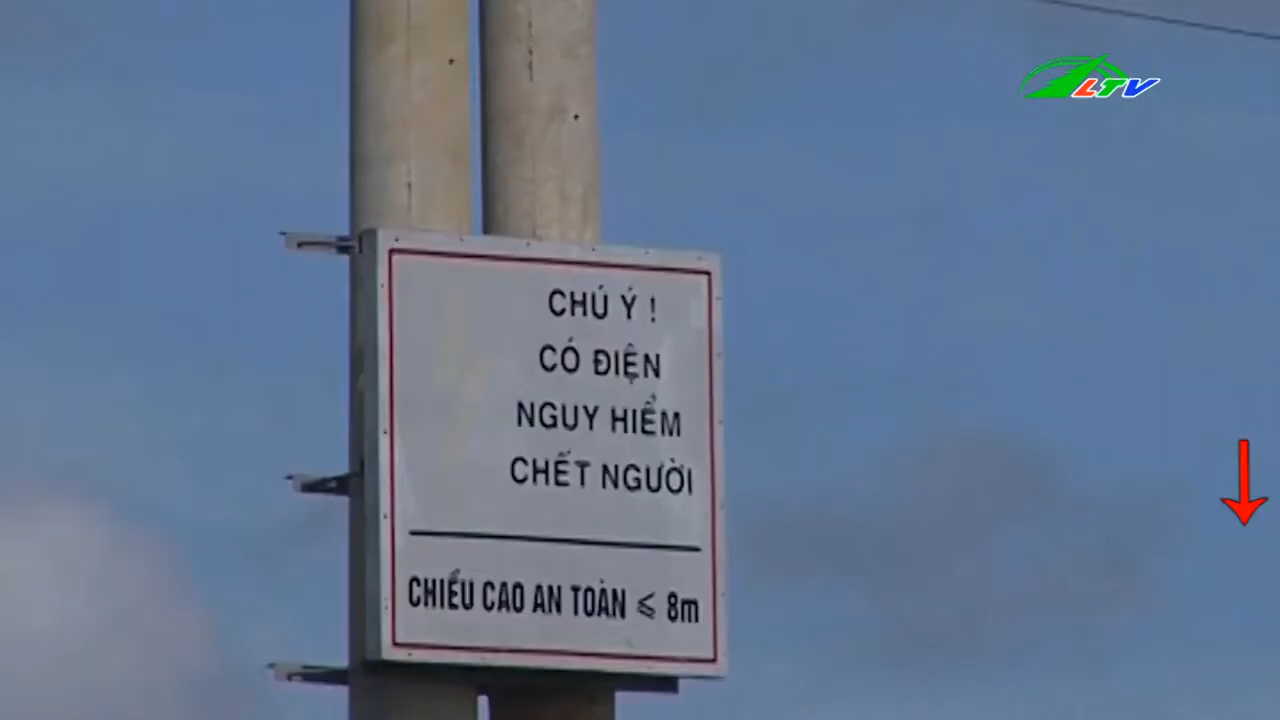 LTV
CHÚ Ý !
CÓ ĐIỆN
NGUY HIỂM
CHẾT NGƯỜI
CHIỀU CAO AN TOÀN ⩽ 8m